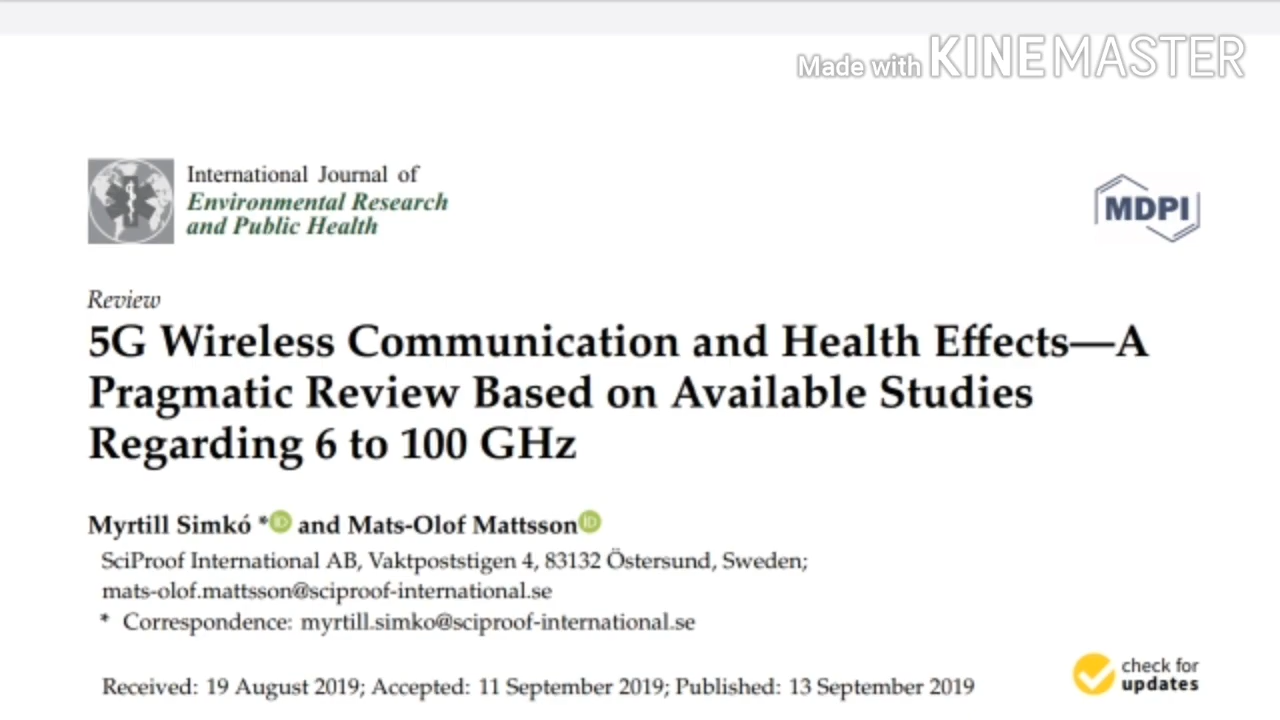 Made with KINEMASTER
International Journal of
Environmental Research
and Public Health
MDPI
Review
5G Wireless Communication and Health Effects—A
Pragmatic Review Based on Available Studies
Regarding 6 to 100 GHz
Myrtill Simkó * iD and Mats-Olof Mattsson iD
SciProof International AB, Vaktpoststigen 4, 83132 Östersund, Sweden;
mats-olof.mattsson@sciproof-international.se
* Correspondence: myrtill.simko@sciproof-international.se
Received: 19 August 2019; Accepted: 11 September 2019; Published: 13 September 2019
check for
updates